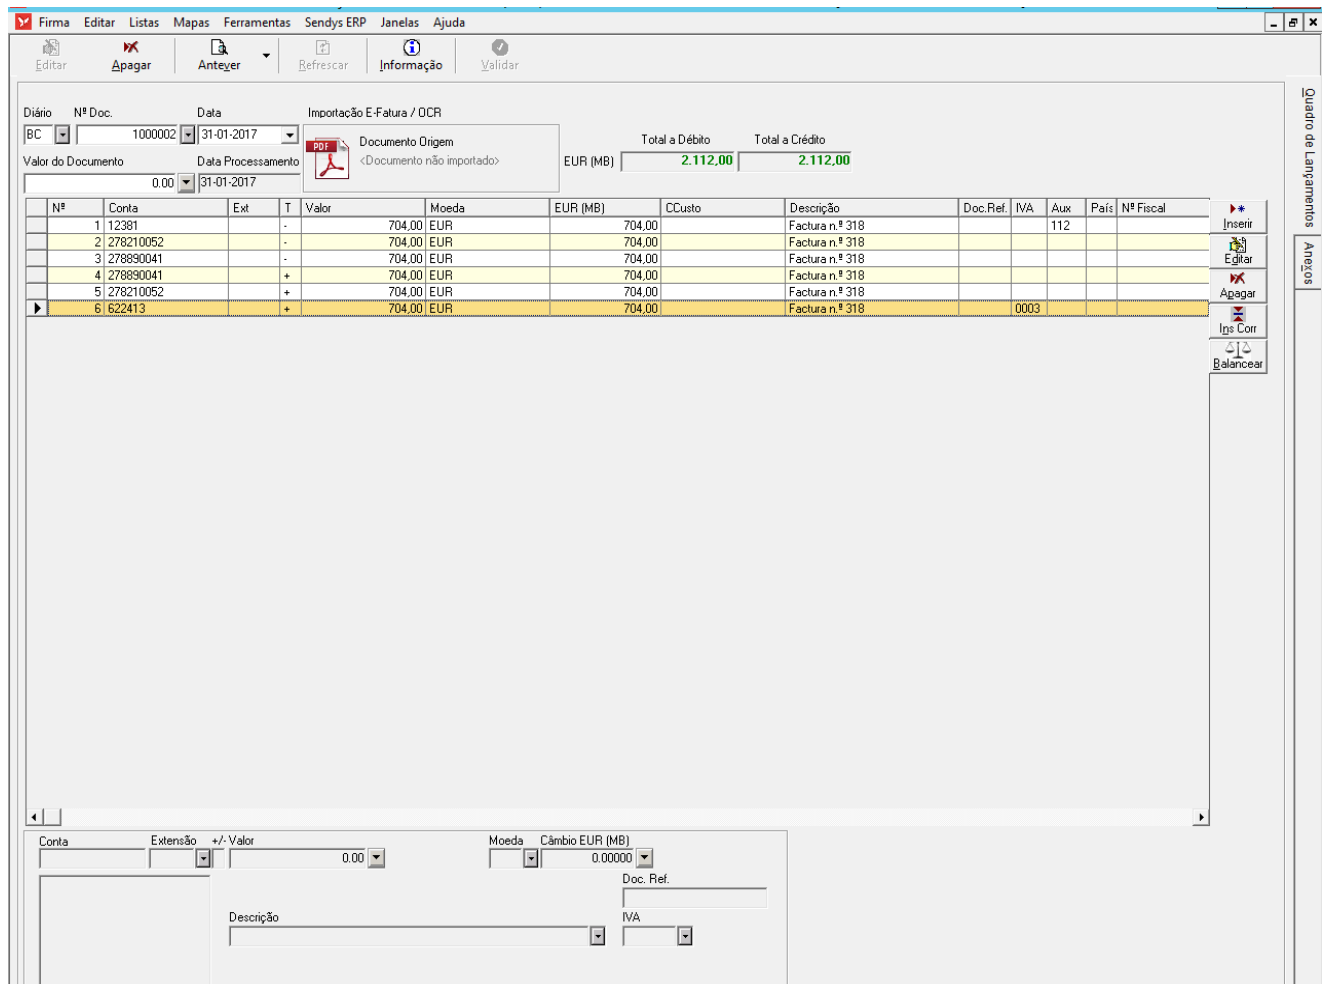 Firma Editar Listas Mapas Ferramentas Sendys ERP Janelas Ajuda
Editar Apagar Antever Refrescar Informação Validar
Quadro de Lançamentos
Anexos
Diário Nº Doc. Data Importação E-Fatura / OCR
BC 1000002 31-01-2017
PDF Documento Origem
<Documento não importado>
Total a Débito Total a Crédito
EUR (MB) 2.112,00 2.112,00
Valor do Documento Data Processamento
0.00 31-01-2017
Nº Conta Ext T Valor Moeda EUR (MB) CCusto Descrição Doc.Ref. IVA Aux País Nº Fiscal
1 12381 - 704,00 EUR 704,00 Factura n.º 318 112
2 278210052 - 704,00 EUR 704,00 Factura n.º 318
3 278890041 - 704,00 EUR 704,00 Factura n.º 318
4 278890041 + 704,00 EUR 704,00 Factura n.º 318
5 278210052 + 704,00 EUR 704,00 Factura n.º 318
6 622413 + 704,00 EUR 704,00 Factura n.º 318 0003
Inserir
Editar
Apagar
Ins Corr
Balancear
Conta Extensão +/- Valor Moeda Câmbio EUR (MB)
0.00 0.00000
Doc. Ref.
Descrição IVA